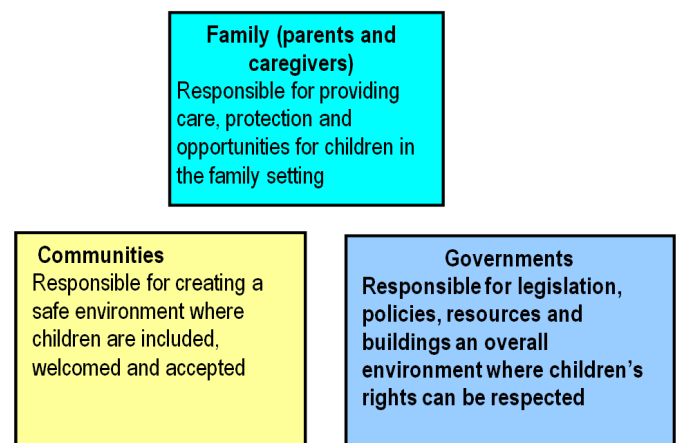 Family (parents and
caregivers)
Responsible for providing
care, protection and
opportunities for children in
the family setting
Communities
Responsible for creating a
safe environment where
children are included,
welcomed and accepted
Governments
Responsible for legislation,
policies, resources and
buildings an overall
environment where children’s
rights can be respected